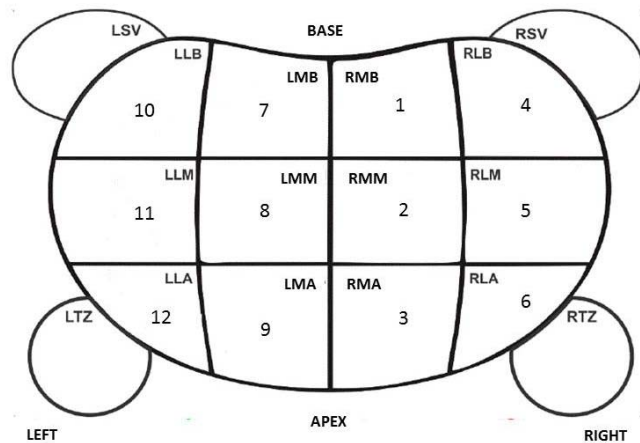 LSV BASE RSV
LLB RLB
LMB RMB
10 7 1 4
LLM LMM RMM RLM
11 8 2 5
LLA LMA RMA RLA
LTZ 12 9 3 6 RTZ
APEX
LEFT RIGHT